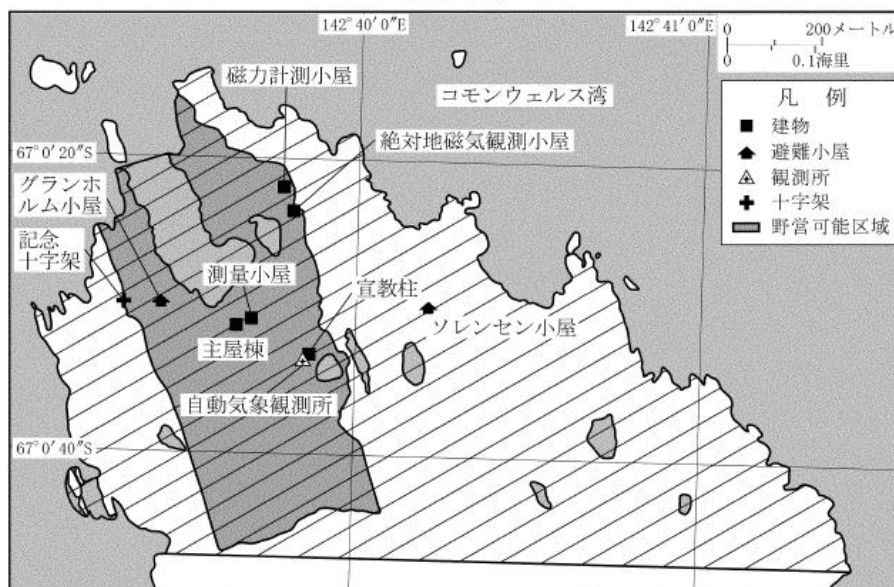 142° 40′ 0″E
142° 41′ 0″E
0 200メートル
0 0.1海里
磁力計測小屋
コモンウェルス湾
凡 例
建物
避難小屋
観測所
十字架
野営可能区域
絶対地磁気観測小屋
67° 0′ 20″S
グランホ
ルム小屋
記念
十字架
測量小屋
宣教柱
ソレンセン小屋
主屋棟
自動気象観測所
67° 0′ 40″S